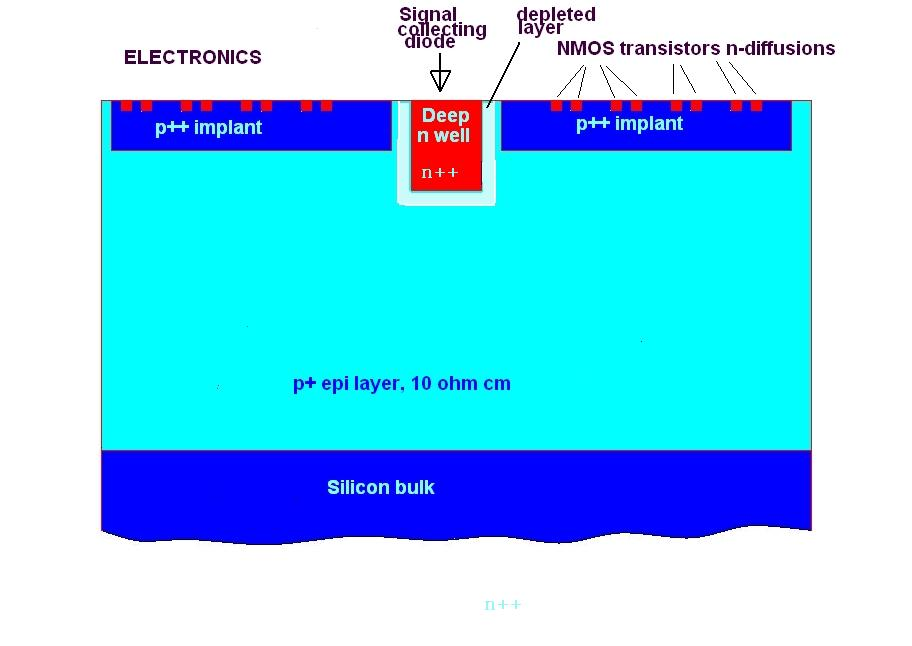 Signal
collecting
diode
depleted
layer
ELECTRONICS
NMOS transistors n-diffusions
p++ implant
Deep
n well
n++
p++ implant
p+ epi layer, 10 ohm cm
Silicon bulk
n++